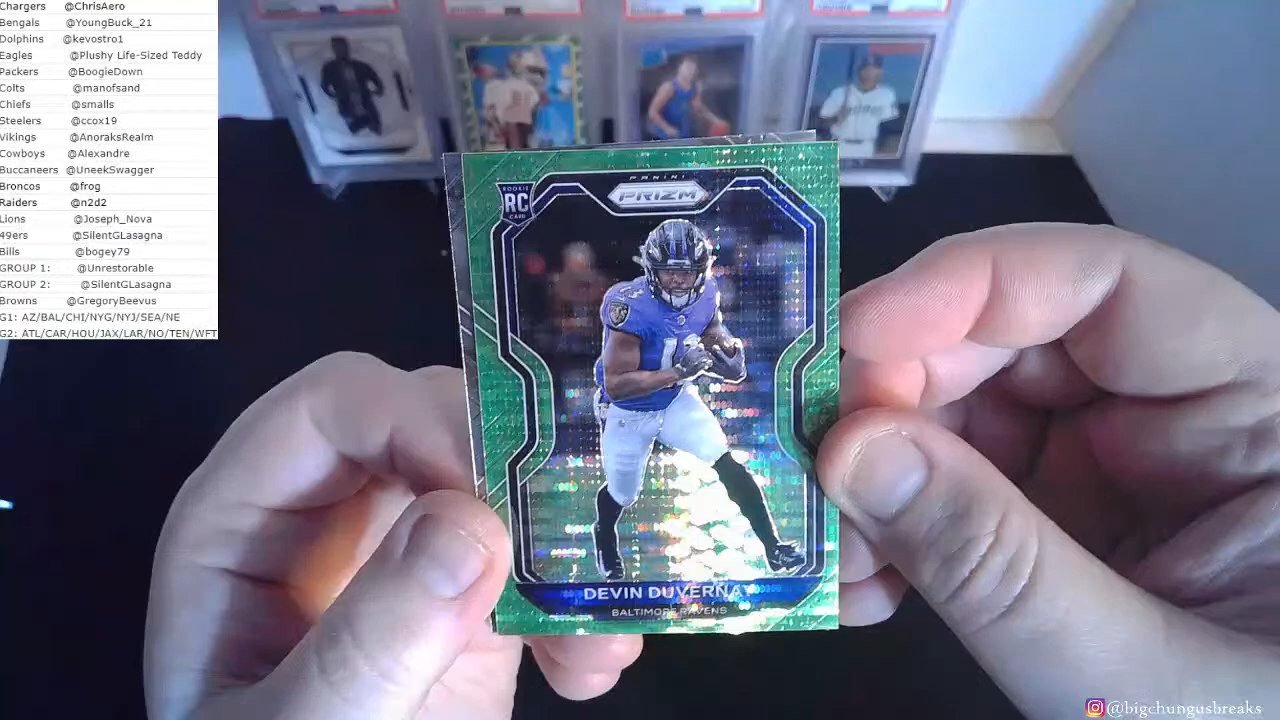 Chargers @ChrisAero
Bengals @YoungBuck_21
Dolphins @kevostro1
Eagles @Plushy Life-Sized Teddy
Packers @BoogieDown
Colts @manofsand
Chiefs @smalls
Steelers @ccox19
Vikings @AnoraksRealm
Cowboys @Alexandre
Buccaneers @UneekSwagger
Broncos @frog
Raiders @n2d2
Lions @Joseph_Nova
49ers @SilentGLasagna
Bills @bogey79
GROUP 1: @Unrestorable
GROUP 2: @SilentGLasagna
Browns @GregoryBeevus
G1: AZ/BAL/CHI/NYG/NYJ/SEA/NE
G2: ATL/CAR/HOU/JAX/LAR/NO/TEN/WFT
ROOKIE
RC
CARD
PANINI
PRIZM
DEVIN DUVERNAY
BALTIMORE RAVENS
@bigchungusbreaks